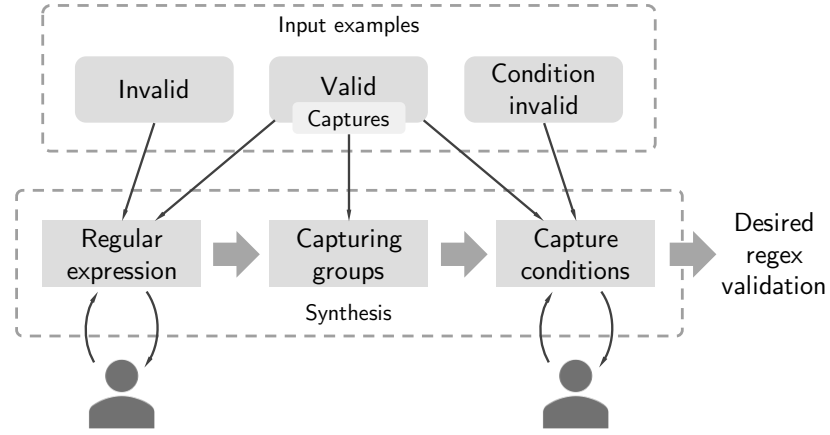 Input examples
Invalid
Valid
Captures
Condition
invalid
Regular
expression
Capturing
groups
Capture
conditions
Desired
regex
validation
Synthesis